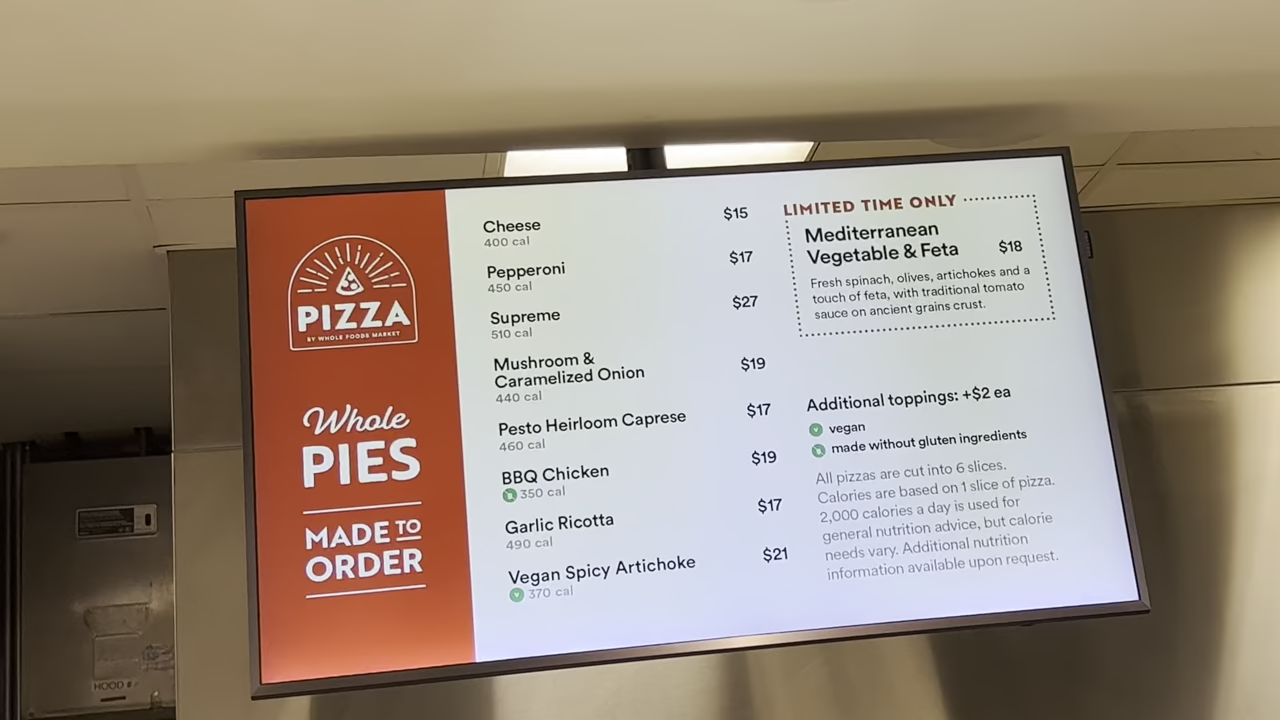 PIZZA
BY WHOLE FOODS MARKET
Whole
PIES
MADE TO
ORDER
Cheese $15
400 cal
Pepperoni $17
450 cal
Supreme $27
510 cal
Mushroom &
Caramelized Onion $19
440 cal
Pesto Heirloom Caprese $17
460 cal
BBQ Chicken $19
350 cal
Garlic Ricotta $17
490 cal
Vegan Spicy Artichoke $21
370 cal
LIMITED TIME ONLY
Mediterranean
Vegetable & Feta $18
Fresh spinach, olives, artichokes and a
touch of feta, with traditional tomato
sauce on ancient grains crust.
Additional toppings: +$2 ea
vegan
made without gluten ingredients
All pizzas are cut into 6 slices.
Calories are based on 1 slice of pizza.
2,000 calories a day is used for
general nutrition advice, but calorie
needs vary. Additional nutrition
information available upon request.
HOOD #